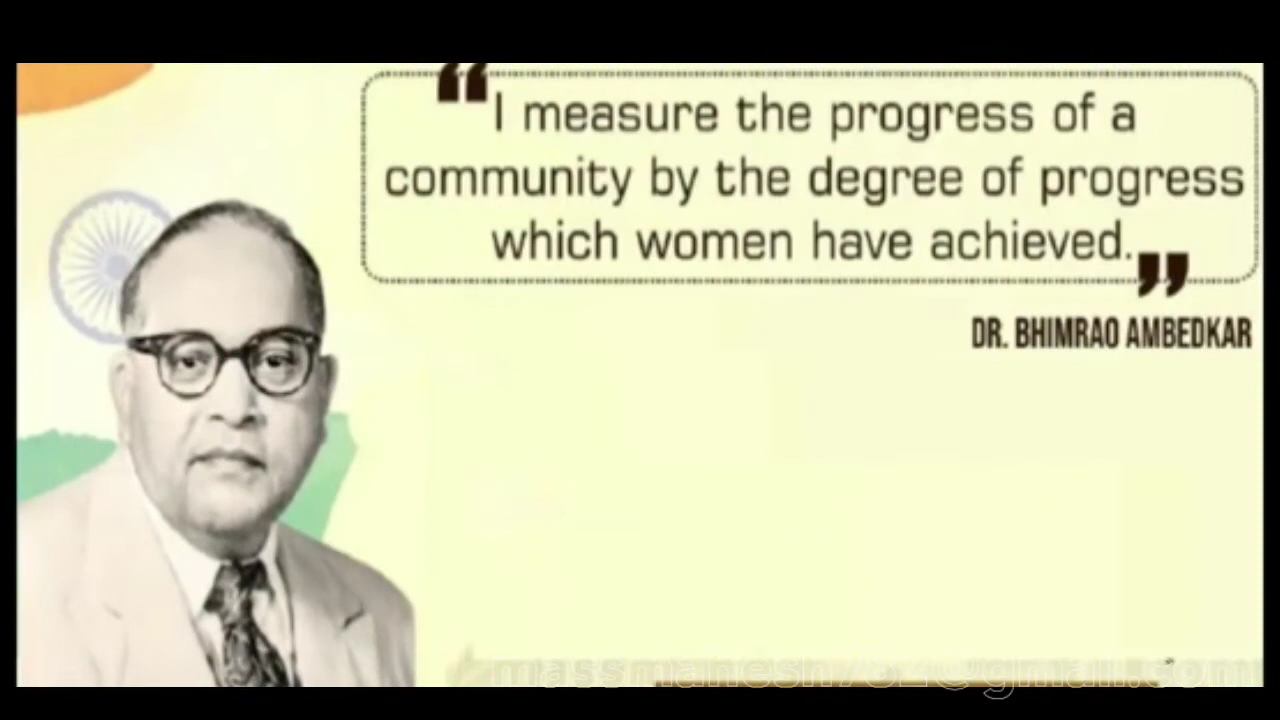 “I measure the progress of a
community by the degree of progress
which women have achieved.”
DR. BHIMRAO AMBEDKAR